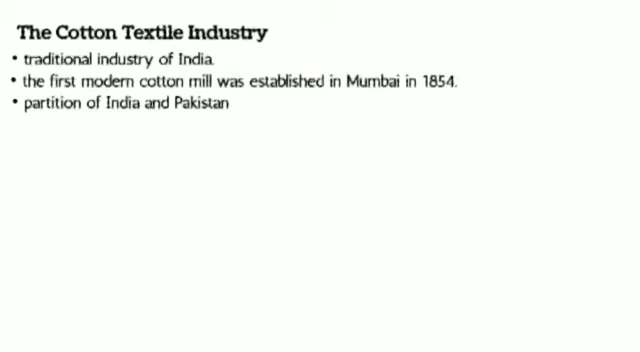 The Cotton Textile Industry
• traditional industry of India.
• the first modern cotton mill was established in Mumbai in 1854.
• partition of India and Pakistan